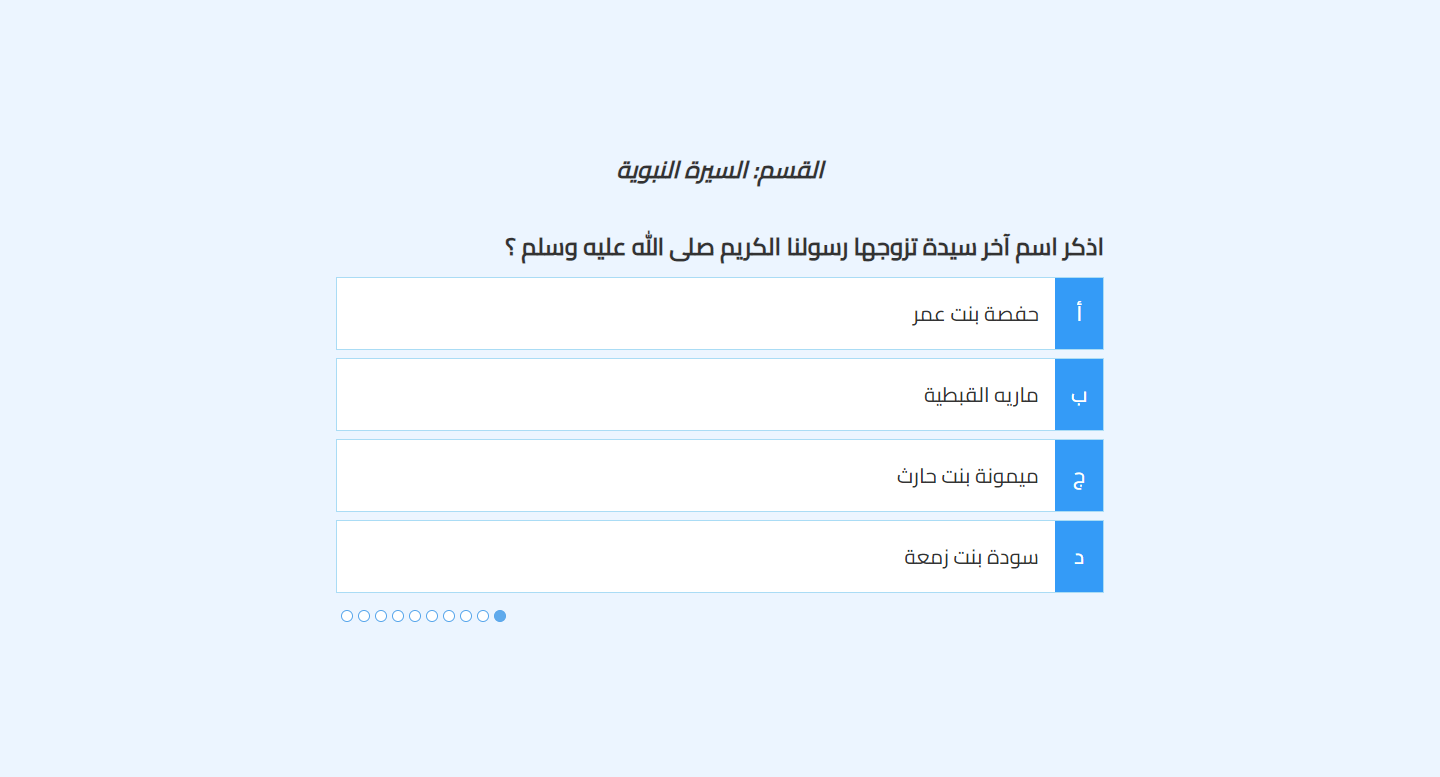 القسم: السيرة النبوية
اذكر اسم آخر سيدة تزوجها رسولنا الكريم صلى الله عليه وسلم ؟
أ حفصة بنت عمر
ب ماريه القبطية
ج ميمونة بنت حارث
د سودة بنت زمعة